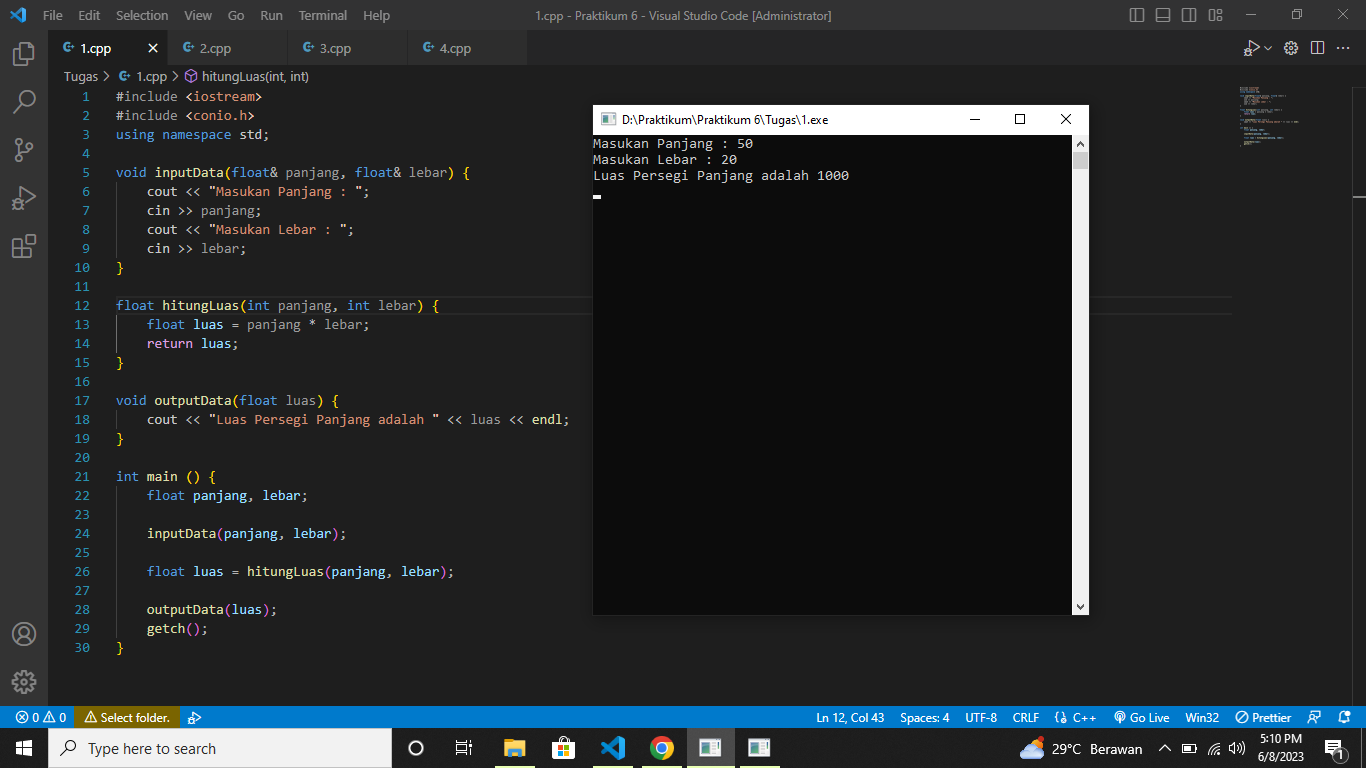 File Edit Selection View Go Run Terminal Help 1.cpp - Praktikum 6 - Visual Studio Code [Administrator]
1.cpp 2.cpp 3.cpp 4.cpp
Tugas > 1.cpp > hitungLuas(int, int)
1 #include <iostream>
2 #include <conio.h>
3 using namespace std;
4
5 void inputData(float& panjang, float& lebar) {
6 cout << "Masukan Panjang : ";
7 cin >> panjang;
8 cout << "Masukan Lebar : ";
9 cin >> lebar;
10 }
11
12 float hitungLuas(int panjang, int lebar) {
13 float luas = panjang * lebar;
14 return luas;
15 }
16
17 void outputData(float luas) {
18 cout << "Luas Persegi Panjang adalah " << luas << endl;
19 }
20
21 int main () {
22 float panjang, lebar;
23
24 inputData(panjang, lebar);
25
26 float luas = hitungLuas(panjang, lebar);
27
28 outputData(luas);
29 getch();
30 }
D:\Praktikum\Praktikum 6\Tugas\1.exe
Masukan Panjang : 50
Masukan Lebar : 20
Luas Persegi Panjang adalah 1000
0 0 Select folder. Ln 12, Col 43 Spaces: 4 UTF-8 CRLF C++ Go Live Win32 Prettier
Type here to search 29°C Berawan 5:10 PM
6/8/2023
1